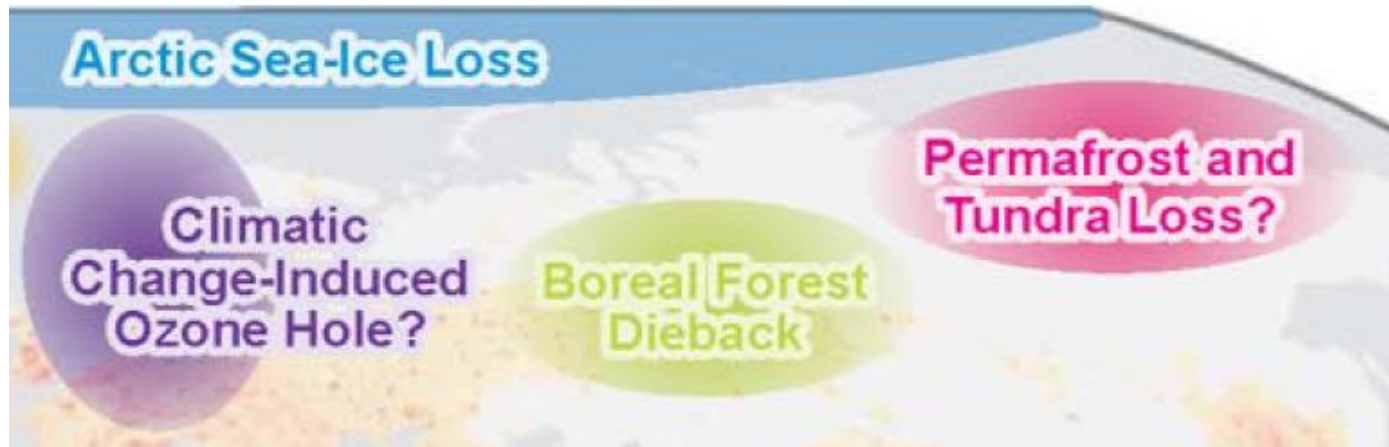 Arctic Sea-Ice Loss
Climatic
Change-Induced
Ozone Hole?
Boreal Forest
Dieback
Permafrost and
Tundra Loss?